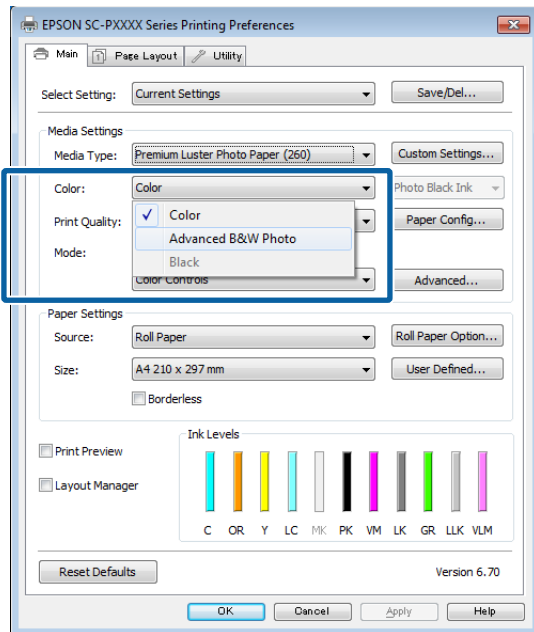 EPSON SC-PXXXX Series Printing Preferences
Main Page Layout Utility
Select Setting: Current Settings Save/Del...
Media Settings
Media Type: Premium Luster Photo Paper (260) Custom Settings...
Color: Color Photo Black Ink
Print Quality: Color Paper Config...
Advanced B&W Photo
Mode:
Black
Color Controls Advanced...
Paper Settings
Source: Roll Paper Roll Paper Option...
Size: A4 210 x 297 mm User Defined...
Borderless
Ink Levels
Print Preview
Layout Manager
C OR Y LC MK PK VM LK GR LLK VLM
Reset Defaults Version 6.70
OK Cancel Apply Help